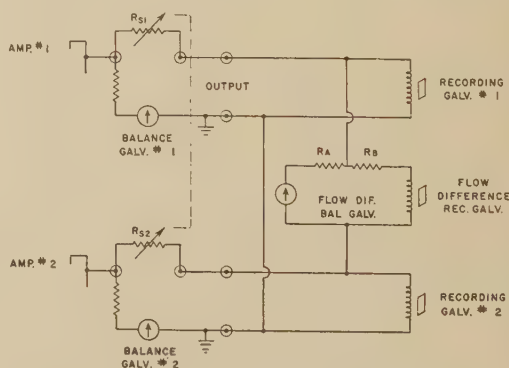 RS1
AMP. #1
OUTPUT
RECORDING
GALV. #1
BALANCE
GALV. #1
RA RB
FLOW DIF.
BAL GALV.
FLOW
DIFFERENCE
REC. GALV.
RS2
AMP. #2
RECORDING
GALV. #2
BALANCE
GALV. #2